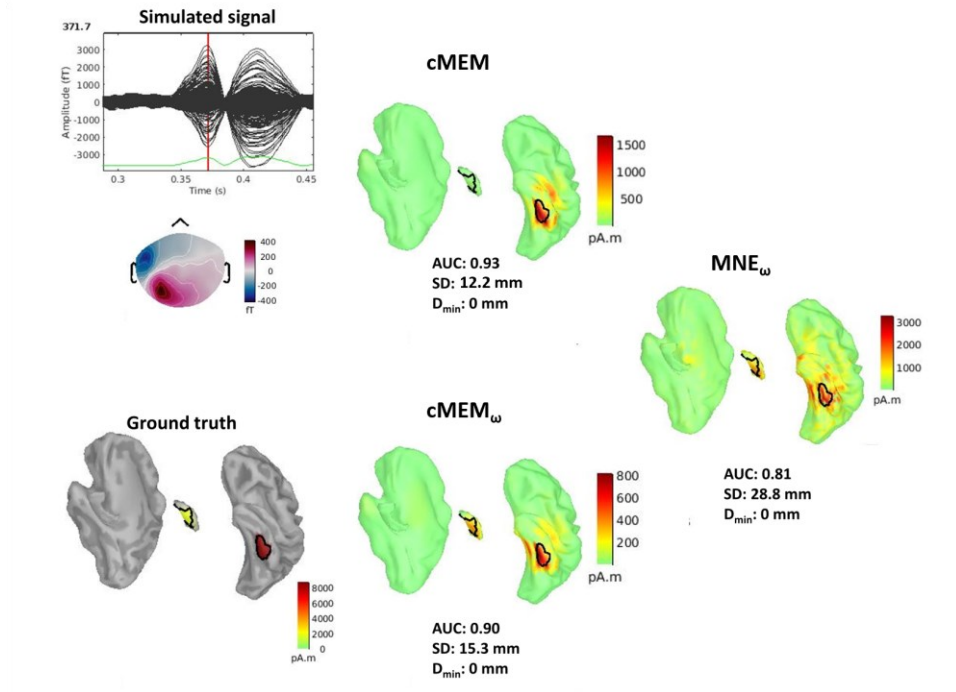 Simulated signal
371.7
Amplitude (fT)
3000
2000
1000
0
-1000
-2000
-3000
0.3
0.35
0.4
0.45
Time (s)
400
200
0
-200
-400
fT
cMEM
1500
1000
500
pA.m
AUC: 0.93
SD: 12.2 mm
Dmin: 0 mm
MNEω
3000
2000
1000
pA.m
AUC: 0.81
SD: 28.8 mm
Dmin: 0 mm
Ground truth
8000
6000
4000
2000
0
pA.m
cMEMω
800
600
400
200
pA.m
AUC: 0.90
SD: 15.3 mm
Dmin: 0 mm